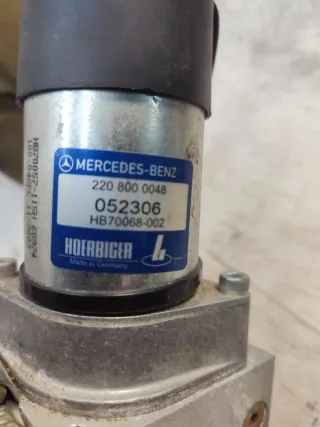 MERCEDES-BENZ
220 800 0048
052306
HB70068-002
HOERBIGER
Made in Germany